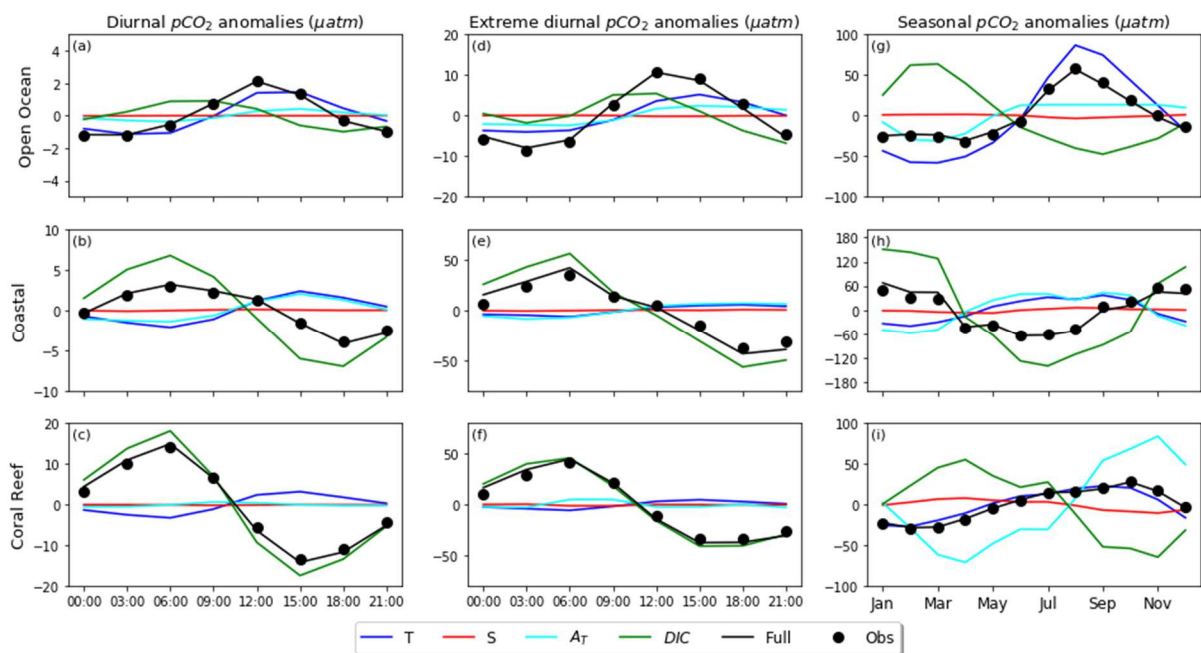 Diurnal pCO₂ anomalies (μatm)
Extreme diurnal pCO₂ anomalies (μatm)
Seasonal pCO₂ anomalies (μatm)
Open Ocean
(a)
4
2
0
−2
−4
(d)
20
10
0
−10
−20
(g)
100
50
0
−50
−100
Coastal
(b)
10
5
0
−5
−10
(e)
50
0
−50
(h)
180
120
60
0
−60
−120
−180
Coral Reef
(c)
20
10
0
−10
−20
(f)
50
0
−50
(i)
100
50
0
−50
−100
00:00 03:00 06:00 09:00 12:00 15:00 18:00 21:00
00:00 03:00 06:00 09:00 12:00 15:00 18:00 21:00
Jan Mar May Jul Sep Nov
T S A_T DIC Full Obs